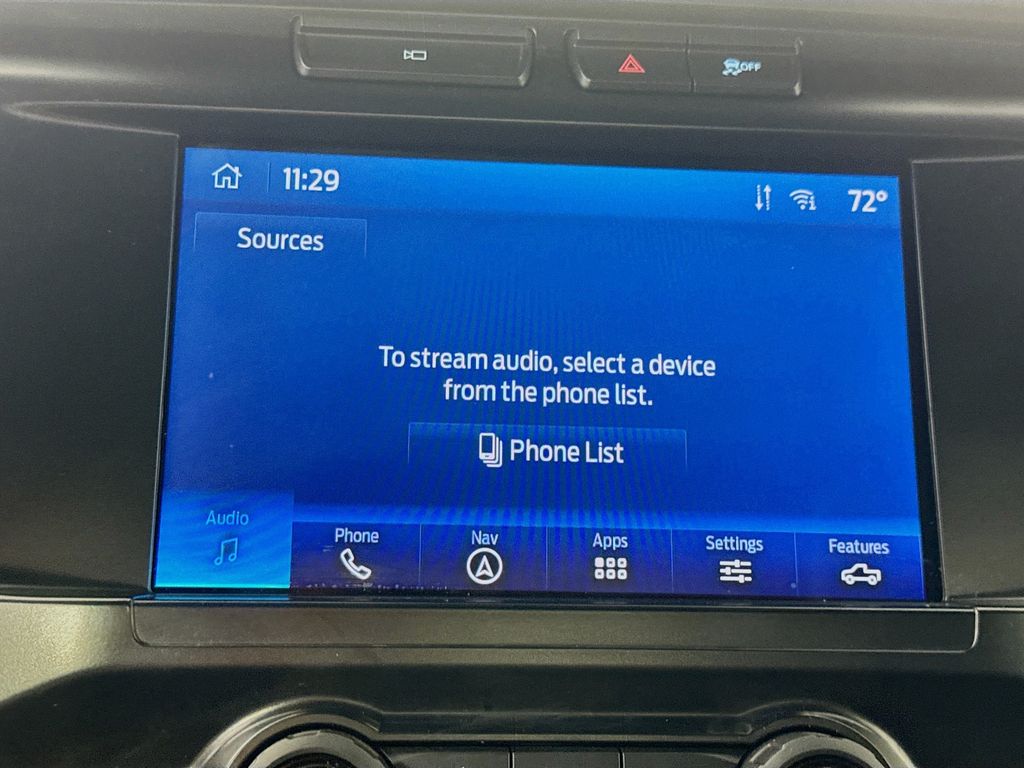 OFF
11:29
72°
Sources
To stream audio, select a device
from the phone list.
Phone List
Audio
Phone
Nav
Apps
Settings
Features